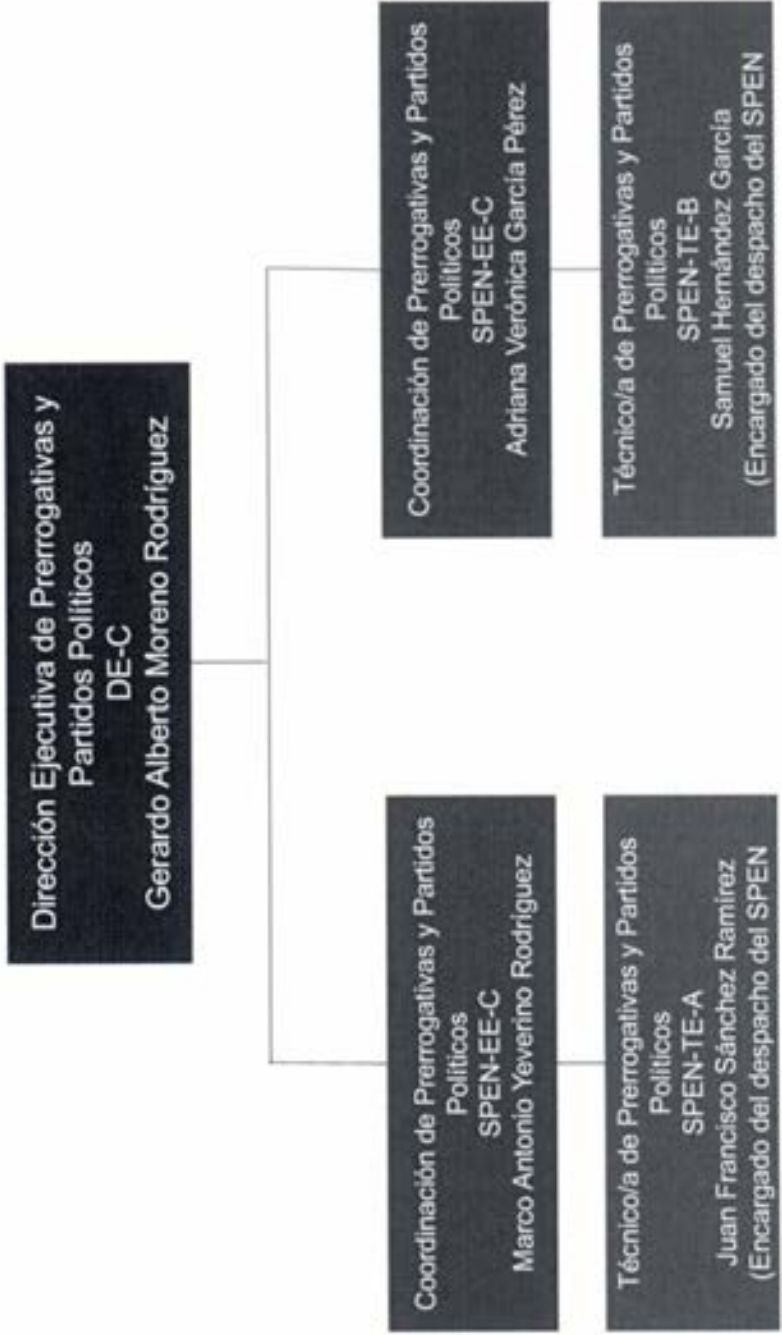 Dirección Ejecutiva de Prerrogativas y
Partidos Políticos
DE-C
Gerardo Alberto Moreno Rodríguez
Coordinación de Prerrogativas y Partidos
Políticos
SPEN-EE-C
Marco Antonio Yeverino Rodríguez
Técnico/a de Prerrogativas y Partidos
Políticos
SPEN-TE-A
Juan Francisco Sánchez Ramírez
(Encargado del despacho del SPEN
Coordinación de Prerrogativas y Partidos
Políticos
SPEN-EE-C
Adriana Verónica García Pérez
Técnico/a de Prerrogativas y Partidos
Políticos
SPEN-TE-B
Samuel Hernández García
(Encargado del despacho del SPEN